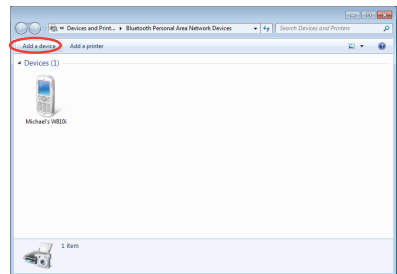 « Devices and Print... ▸ Bluetooth Personal Area Network Devices
Search Devices and Printers
Add a device Add a printer
Devices (1)
Michael's W810i
1 item